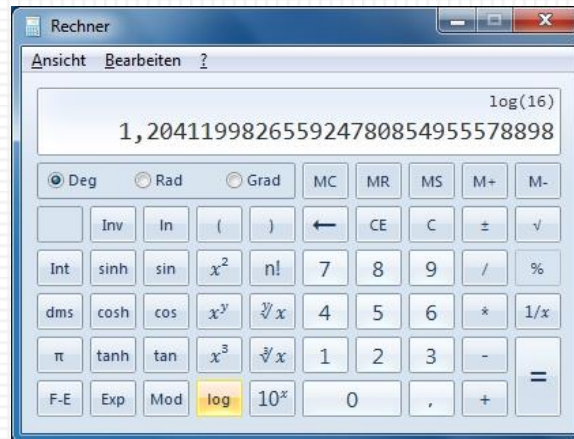 Rechner
Ansicht Bearbeiten ?
log(16)
1,2041199826559247808549555788​98
Deg Rad Grad MC MR MS M+ M-
Inv ln ( ) ← CE C ± √
Int sinh sin x² n! 7 8 9 / %
dms cosh cos xʸ ʸ√x 4 5 6 * 1/x
π tanh tan x³ ³√x 1 2 3 - =
F-E Exp Mod log 10ˣ 0 , +